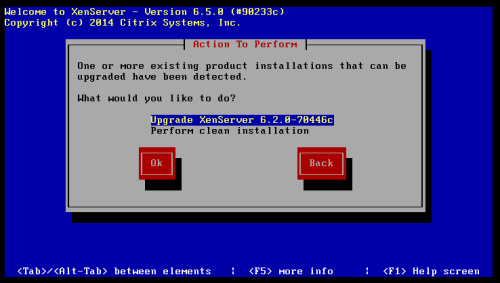 Welcome to XenServer - Version 6.5.0 (#90233c)
Copyright (c) 2014 Citrix Systems, Inc.
Action To Perform
One or more existing product installations that can be
upgraded have been detected.
What would you like to do?
Upgrade XenServer 6.2.0-70446c
Perform clean installation
Ok Back
<Tab>/<Alt-Tab> between elements | <F5> more info | <F1> Help screen